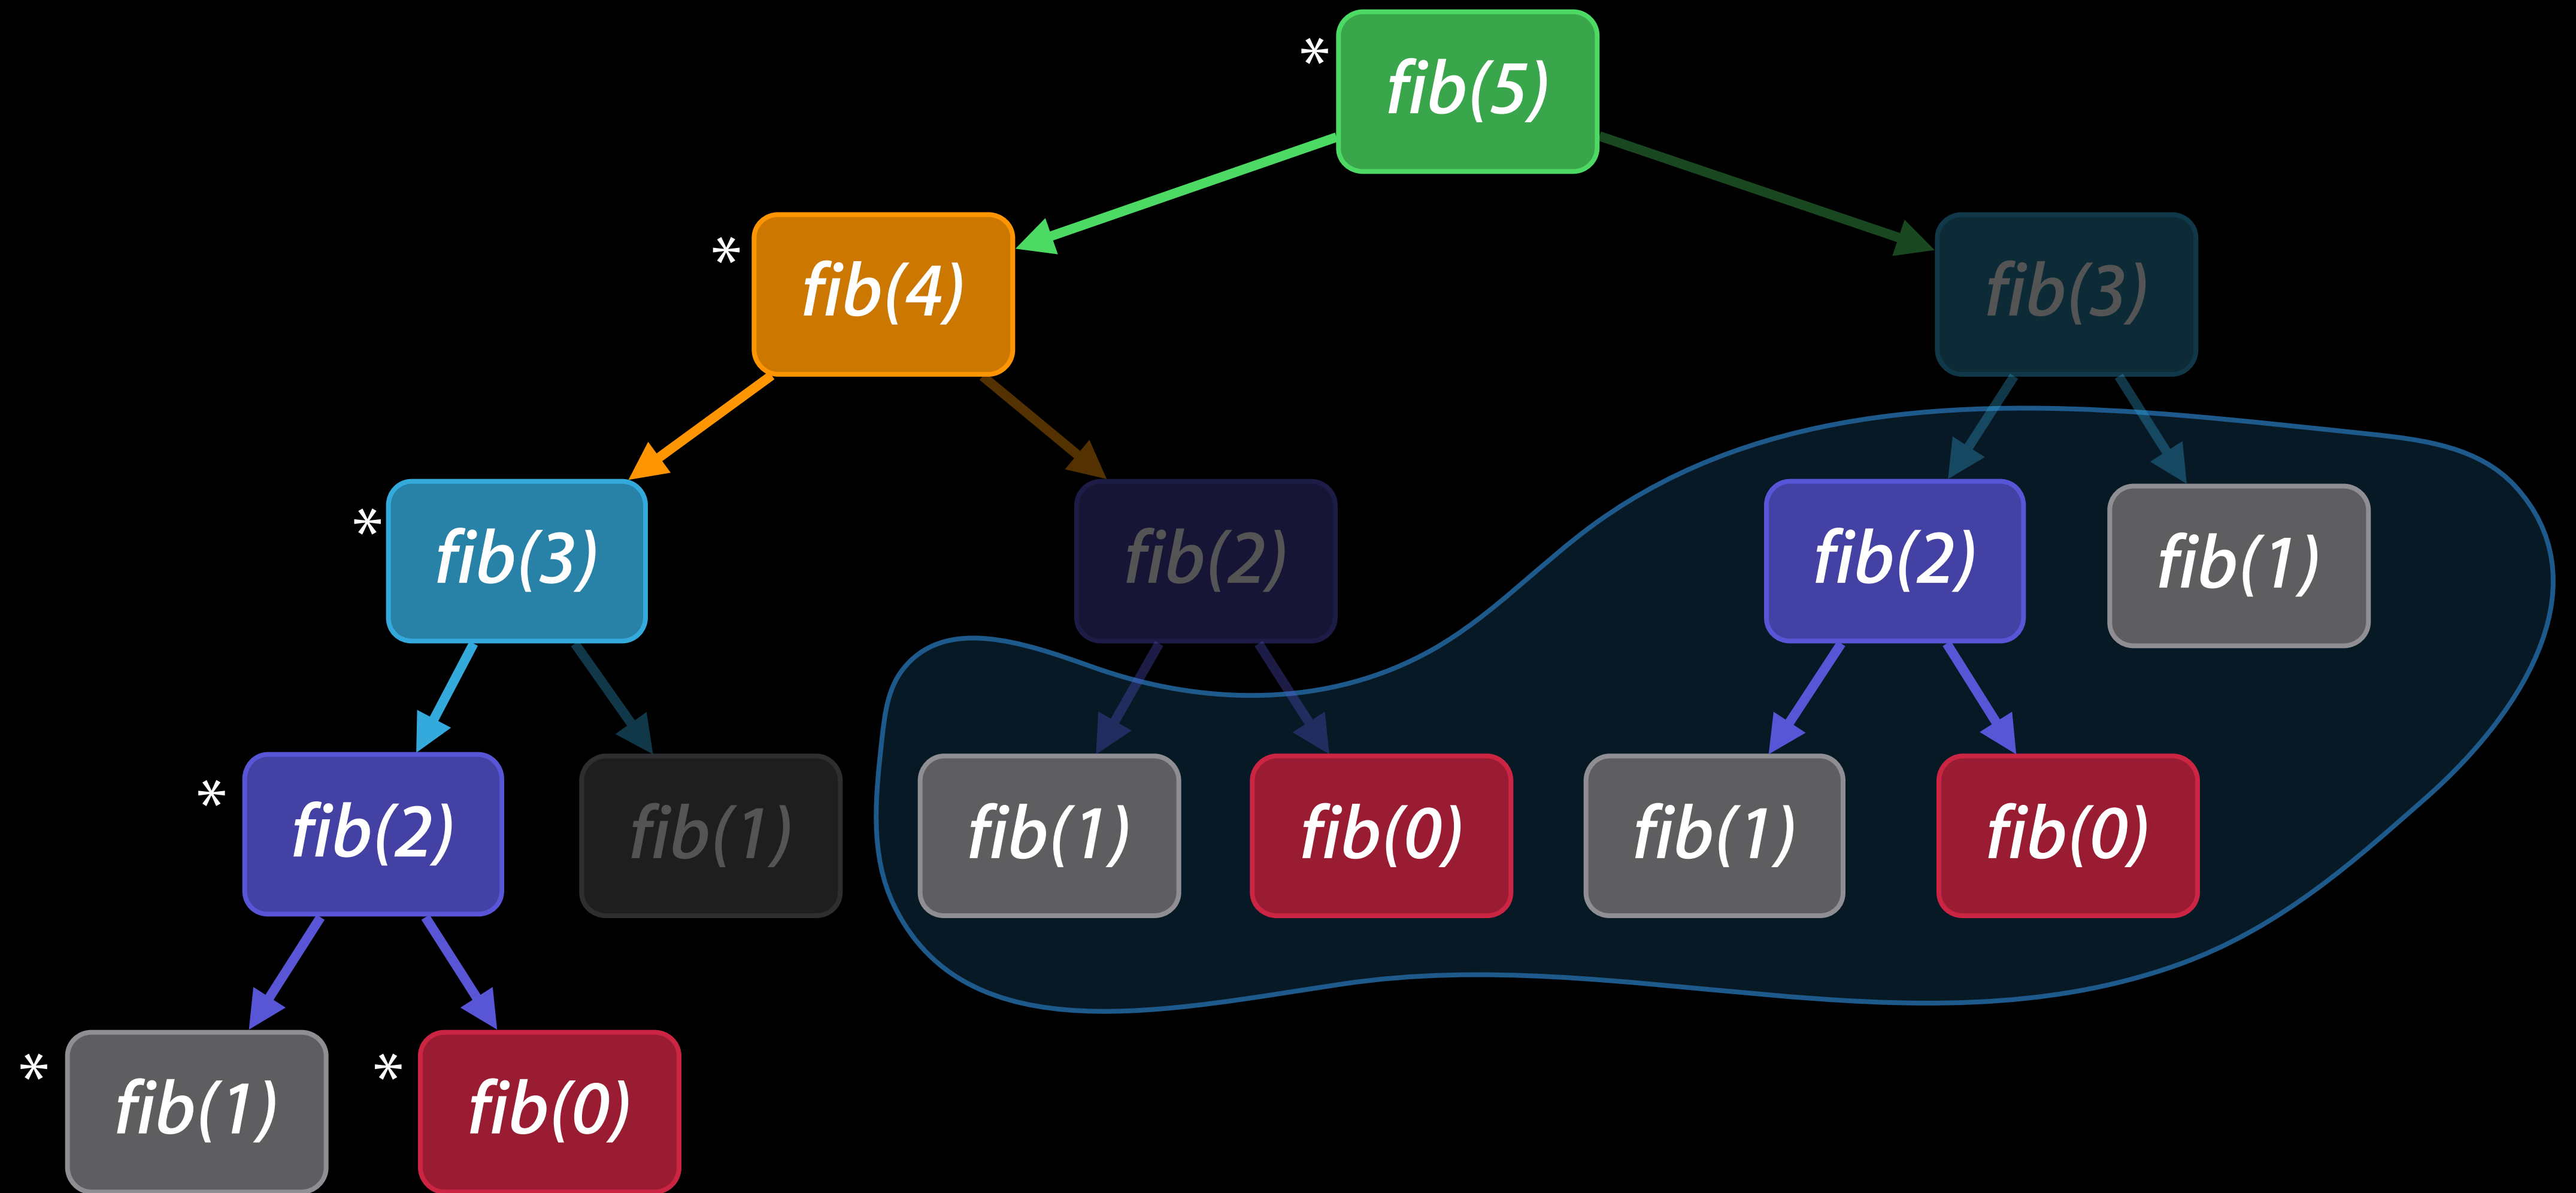 * fib(5)
* fib(4)
fib(3)
* fib(3)
fib(2)
fib(2)
fib(1)
* fib(2)
fib(1)
fib(1)
fib(0)
fib(1)
fib(0)
* fib(1)
* fib(0)